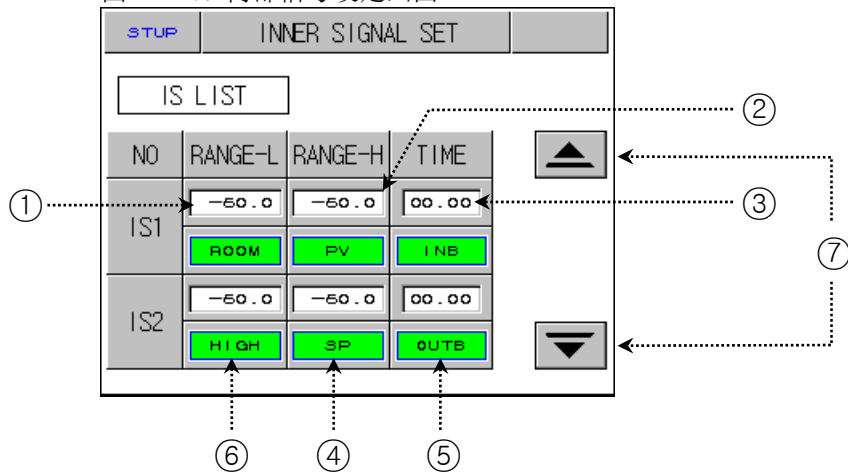 STUP INNER SIGNAL SET
IS LIST
②
NO RANGE-L RANGE-H TIME
① -60.0 -60.0 00.00 ③
IS1
ROOM PV INB
⑦
-60.0 -60.0 00.00
IS2
HIGH SP OUTB
⑥ ④ ⑤